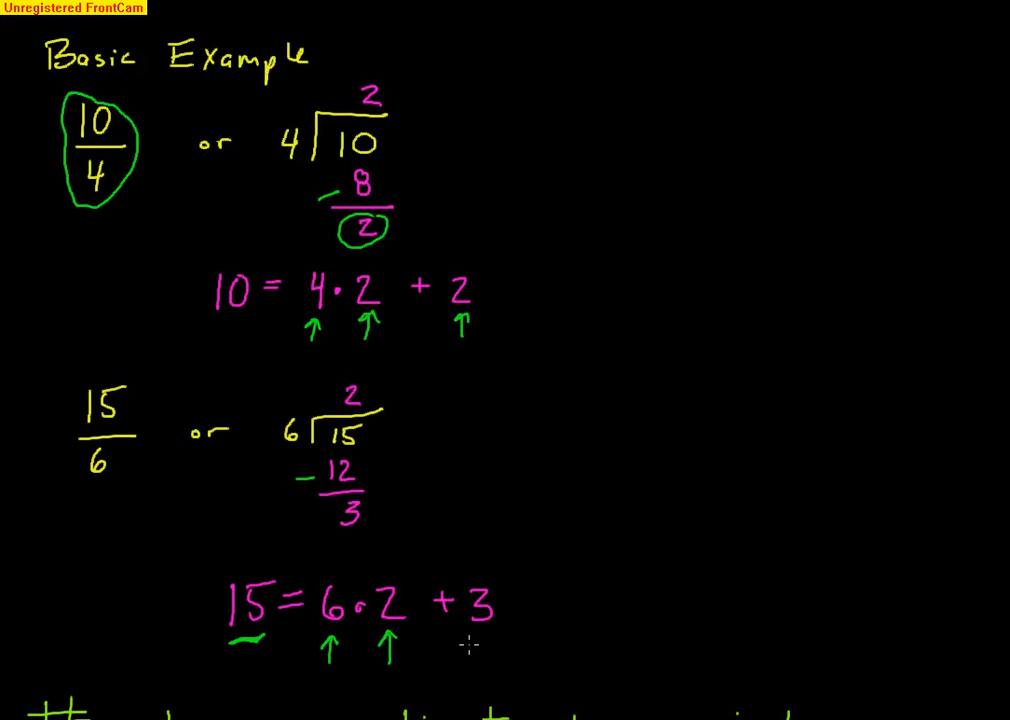 Unregistered FrontCam
Basic Example
10/4 or 4)10 2
- 8
2
10 = 4 · 2 + 2
15/6 or 6)15 2
- 12
3
15 = 6 · 2 + 3